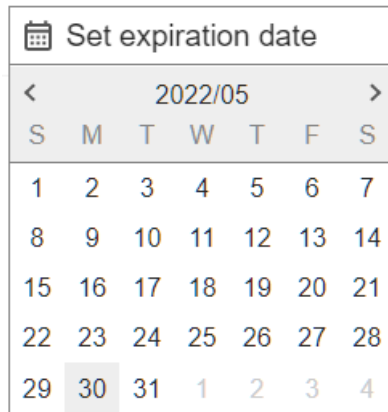 Set expiration date
< 2022/05 >
S M T W T F S
1 2 3 4 5 6 7
8 9 10 11 12 13 14
15 16 17 18 19 20 21
22 23 24 25 26 27 28
29 30 31 1 2 3 4